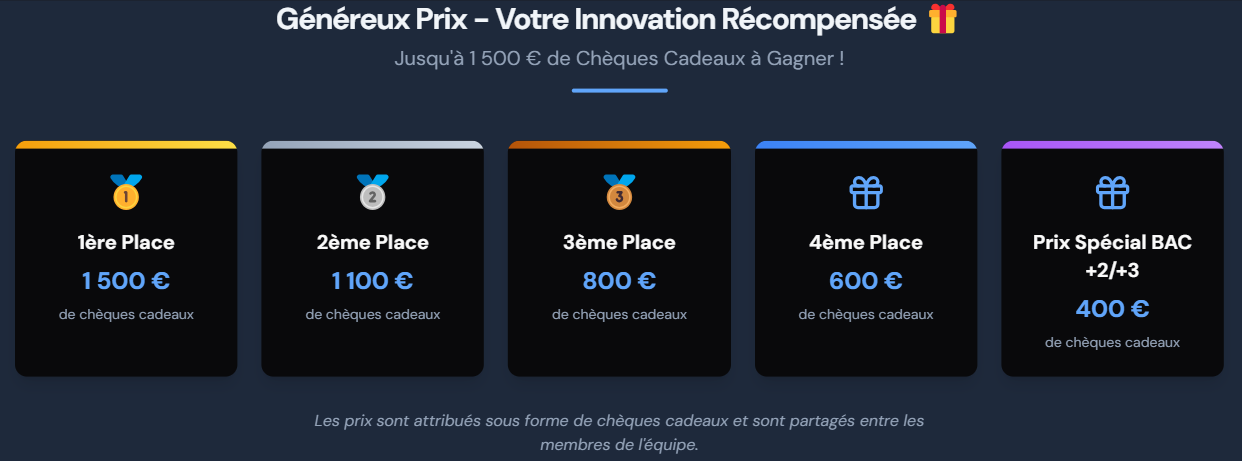 Généreux Prix – Votre Innovation Récompensée
Jusqu'à 1 500 € de Chèques Cadeaux à Gagner !
1
1ère Place
1 500 €
de chèques cadeaux
2
2ème Place
1 100 €
de chèques cadeaux
3
3ème Place
800 €
de chèques cadeaux
4ème Place
600 €
de chèques cadeaux
Prix Spécial BAC
+2/+3
400 €
de chèques cadeaux
Les prix sont attribués sous forme de chèques cadeaux et sont partagés entre les
membres de l'équipe.